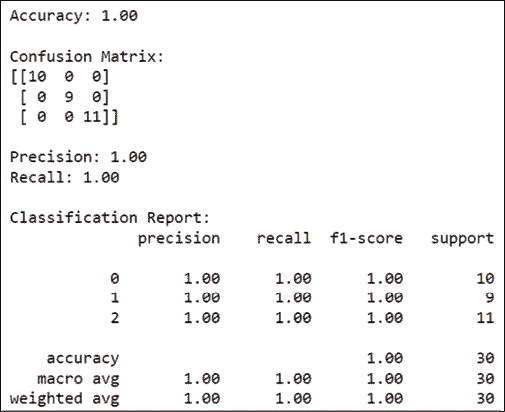 Accuracy: 1.00
Confusion Matrix:
[[10  0  0]
 [ 0  9  0]
 [ 0  0 11]]
Precision: 1.00
Recall: 1.00
Classification Report:
              precision    recall  f1-score   support
           0       1.00      1.00      1.00        10
           1       1.00      1.00      1.00         9
           2       1.00      1.00      1.00        11
    accuracy                           1.00        30
   macro avg       1.00      1.00      1.00        30
weighted avg       1.00      1.00      1.00        30